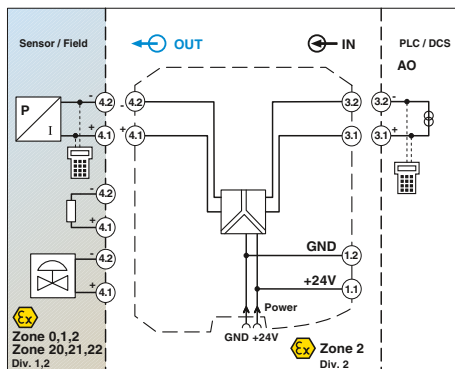 Sensor / Field
OUT
IN
PLC / DCS
AO
P
I
-
4.2
-
4.2
3.2
3.2
-
+
4.1
+
4.1
3.1
3.1
+
-
4.2
+
4.1
-
4.2
+
4.1
GND
1.2
+24V
1.1
Power
GND +24V
Ex
Zone 0,1,2
Zone 20,21,22
Div. 1,2
Ex
Zone 2
Div. 2